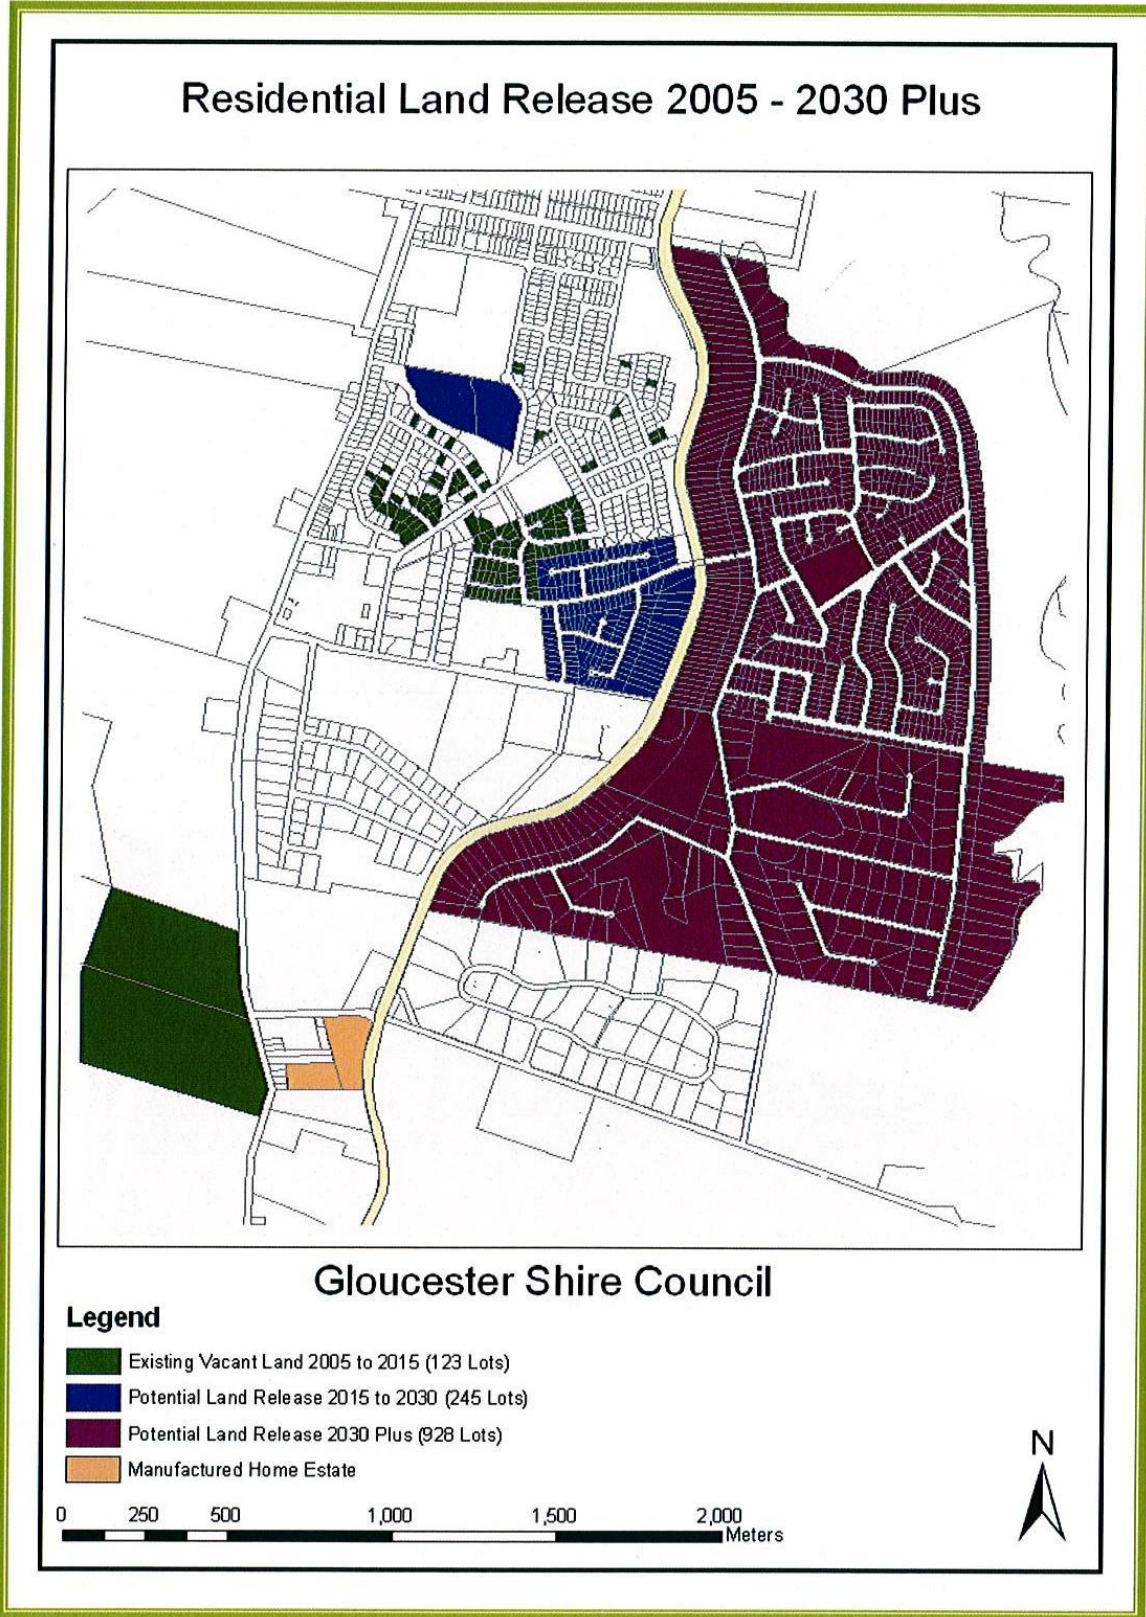 Residential Land Release 2005 - 2030 Plus
Gloucester Shire Council
Legend
Existing Vacant Land 2005 to 2015 (123 Lots)
Potential Land Release 2015 to 2030 (245 Lots)
Potential Land Release 2030 Plus (928 Lots)
Manufactured Home Estate
N
0 250 500 1,000 1,500 2,000
Meters